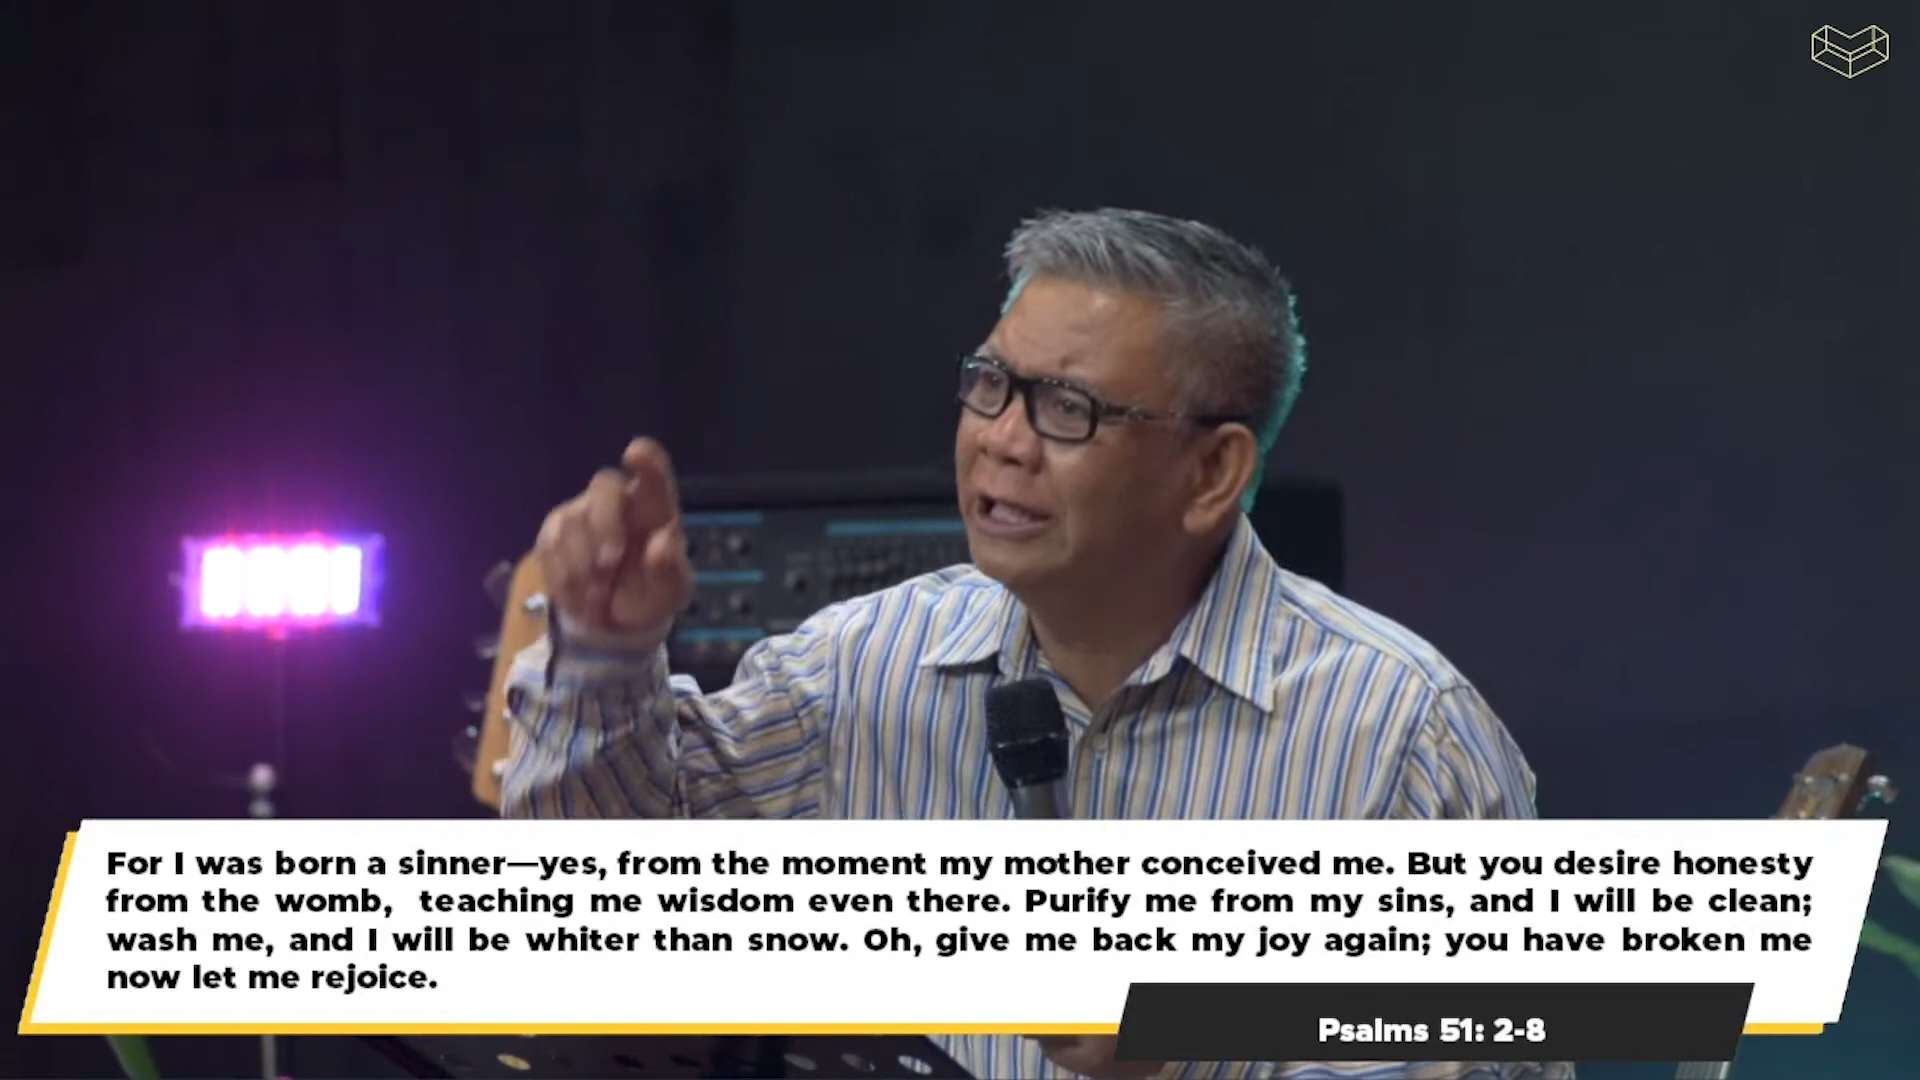 For I was born a sinner—yes, from the moment my mother conceived me. But you desire honesty
from the womb,  teaching me wisdom even there. Purify me from my sins, and I will be clean;
wash me, and I will be whiter than snow. Oh, give me back my joy again; you have broken me
now let me rejoice.
Psalms 51: 2-8